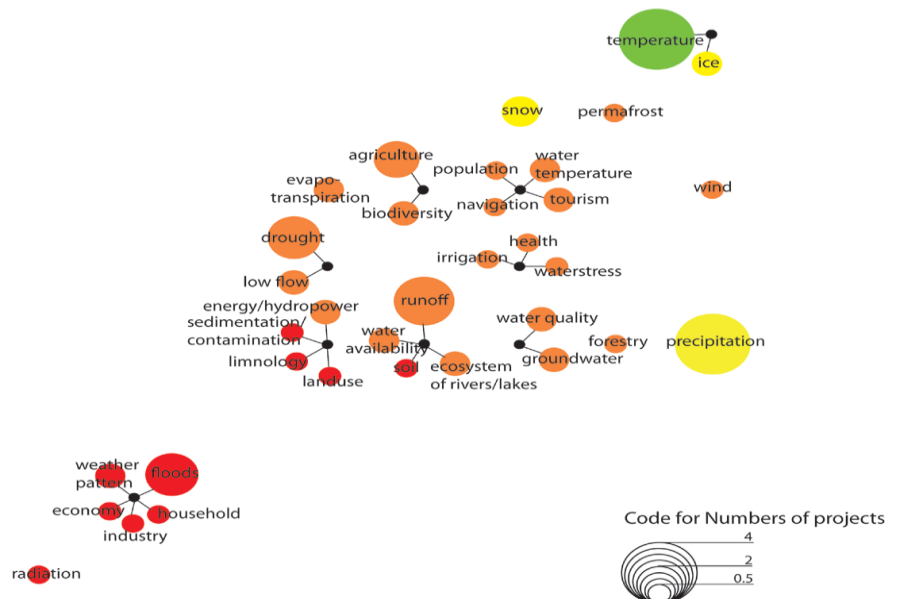 temperature
ice
snow
permafrost
agriculture
population
water
temperature
evapo-
transpiration
wind
biodiversity
navigation
tourism
drought
health
irrigation
waterstress
low flow
runoff
energy/hydropower
sedimentation/
contamination
water quality
water
availability
forestry
precipitation
limnology
soil
ecosystem
of rivers/lakes
groundwater
landuse
weather
pattern
floods
economy
household
industry
radiation
Code for Numbers of projects
4
2
0.5